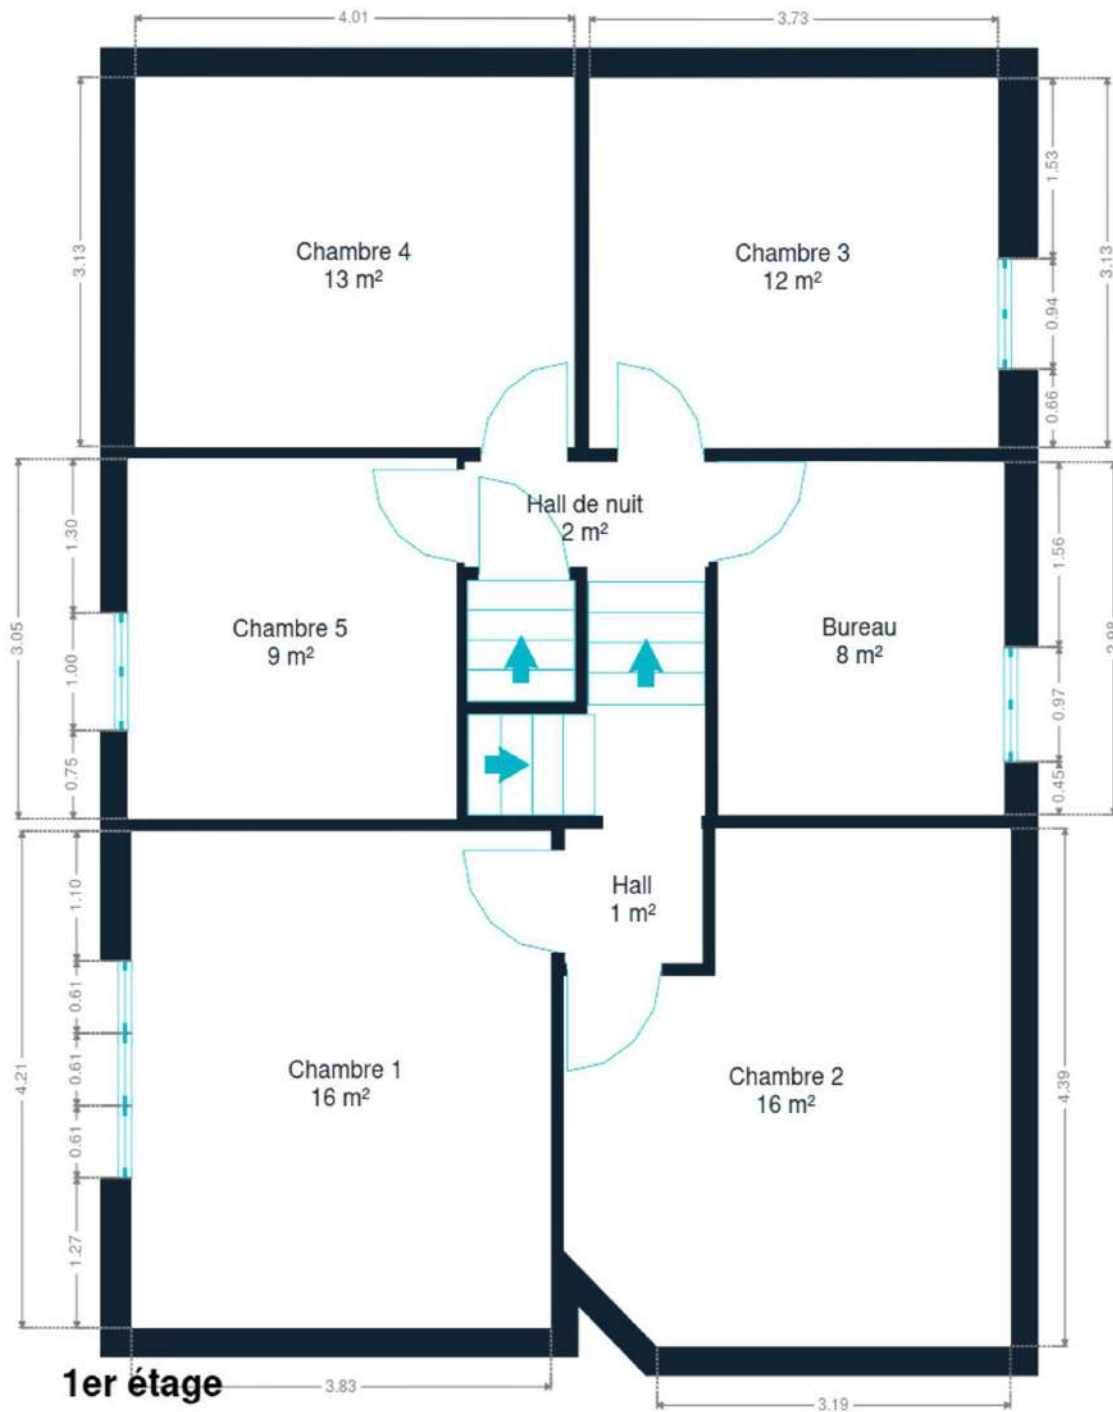 4.01
3.73
3.13
1.53
0.94
0.66
3.13
Chambre 4
13 m²
Chambre 3
12 m²
Hall de nuit
2 m²
3.05
1.30
1.00
0.75
Chambre 5
9 m²
Bureau
8 m²
1.56
0.97
0.45
2.98
Hall
1 m²
4.21
1.10
0.61
0.61
0.61
1.27
Chambre 1
16 m²
Chambre 2
16 m²
4.39
1er étage
3.83
3.19